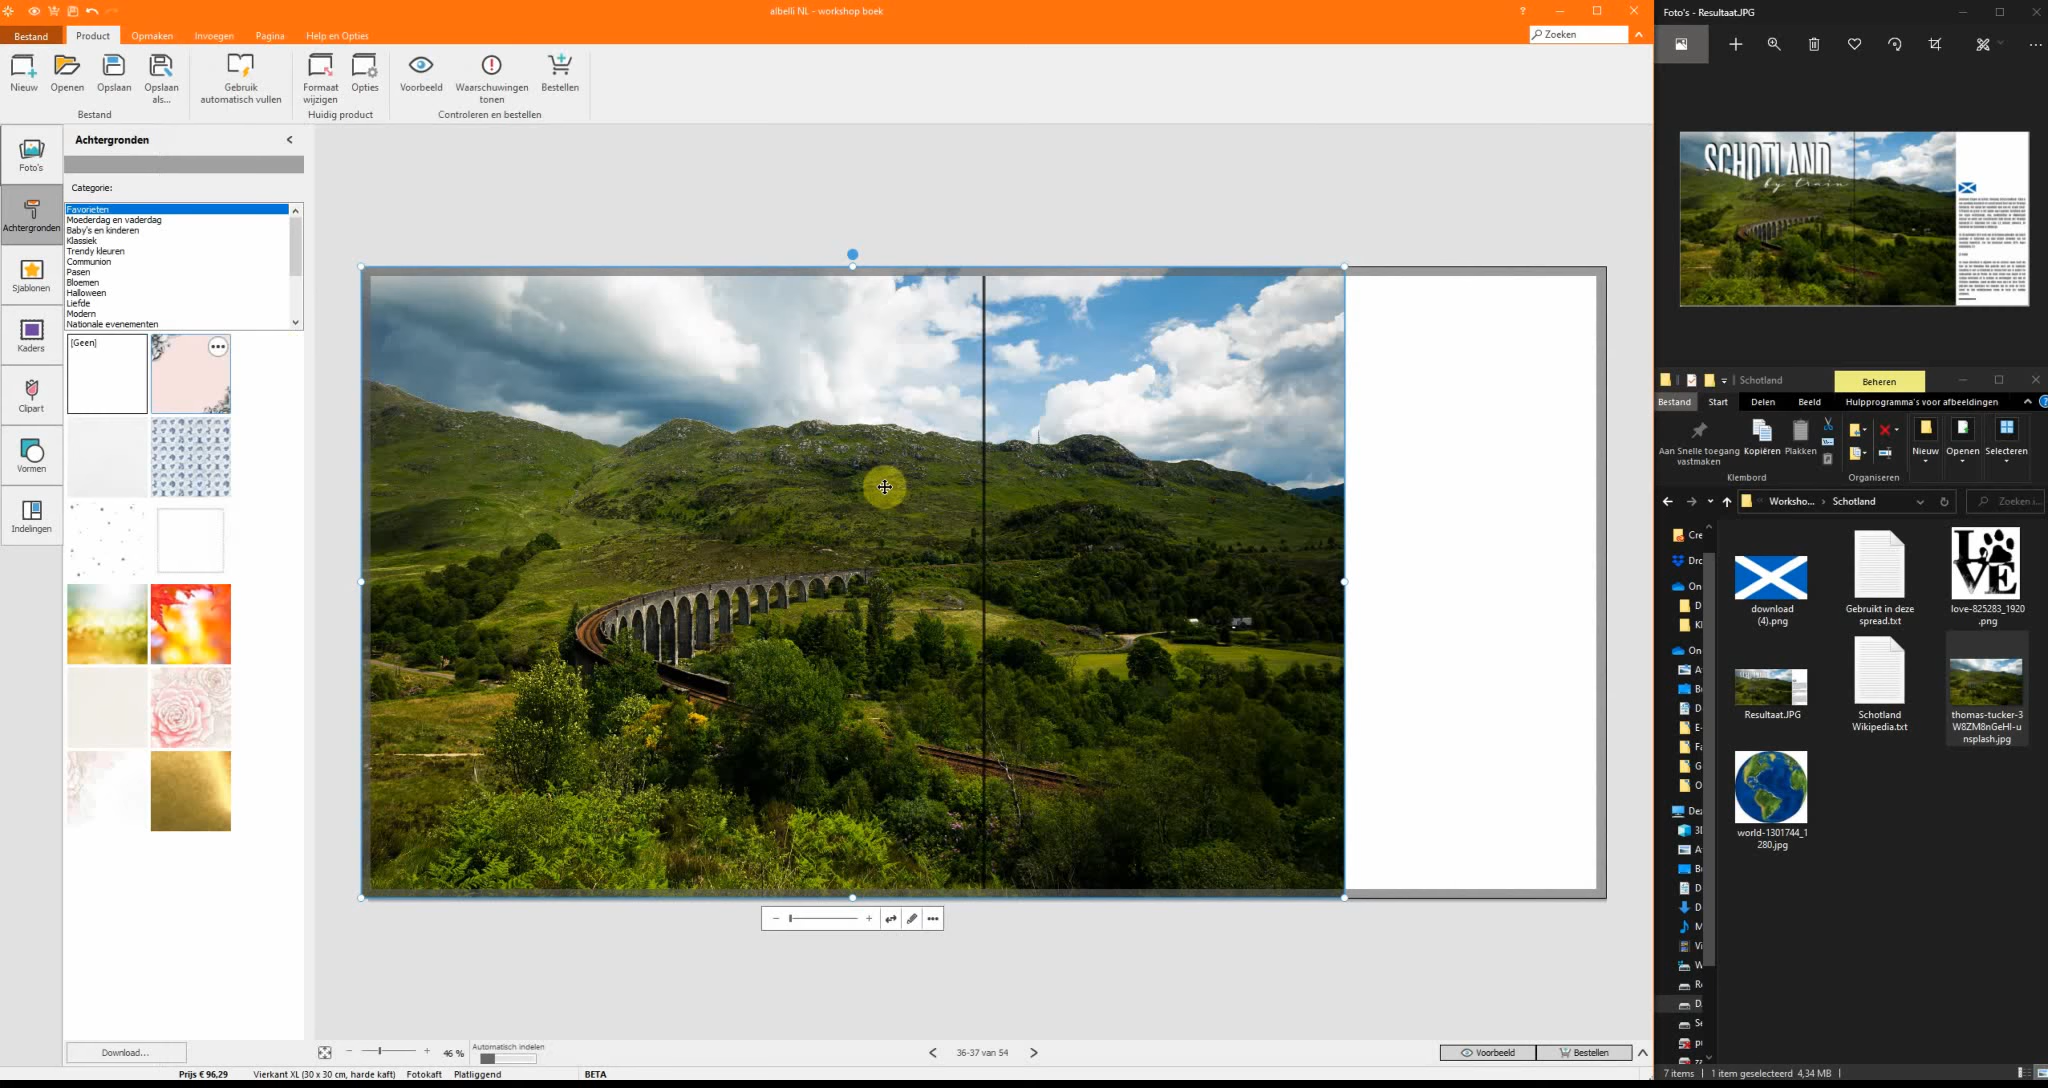 albelli NL - workshop boek
Bestand Product Opmaken Invoegen Pagina Help en Opties
Zoeken
Nieuw Openen Opslaan Opslaan als... Gebruik automatisch vullen Formaat wijzigen Opties Voorbeeld Waarschuwingen tonen Bestellen
Bestand Huidig product Controleren en bestellen
Foto's
Achtergronden
Sjablonen
Kaders
Clipart
Vormen
Indelingen
Achtergronden
Categorie:
Favorieten
Moederdag en vaderdag
Baby's en kinderen
Klassiek
Trendy kleuren
Communion
Pasen
Bloemen
Halloween
Liefde
Modern
Nationale evenementen
[Geen]
Download...
46 %
Automatisch indelen
36-37 van 54
Voorbeeld Bestellen
Prijs € 96,29 Vierkant XL (30 x 30 cm, harde kaft) Fotokaft Platliggend BETA
Foto's - Resultaat.JPG
SCHOTLAND
by train
Schotland
Beheren
Bestand Start Delen Beeld Hulpprogramma's voor afbeeldingen
Aan Snelle toegang vastmaken
Kopiëren
Plakken
Nieuw
Openen
Selecteren
Klembord Organiseren
Worksho... Schotland
Zoeken i...
download (4).png
Gebruikt in deze spread.txt
LOVE
love-825283_1920.png
Resultaat.JPG
Schotland Wikipedia.txt
thomas-tucker-3
W8ZM8nGeHI-u
nsplash.jpg
world-1301744_1
280.jpg
7 items 1 item geselecteerd 4,34 MB